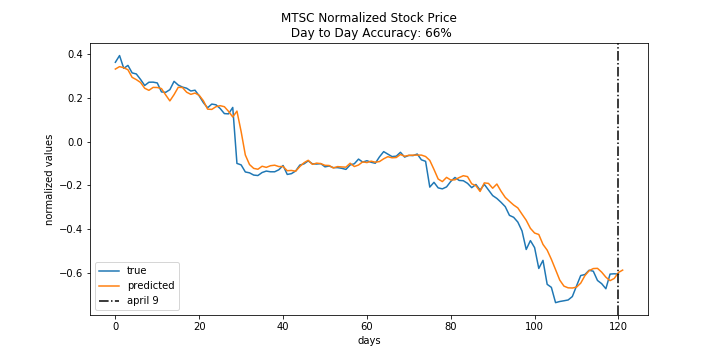 MTSC Normalized Stock Price
Day to Day Accuracy: 66%
normalized values
0.4
0.2
0.0
−0.2
−0.4
−0.6
true
predicted
april 9
0 20 40 60 80 100 120
days